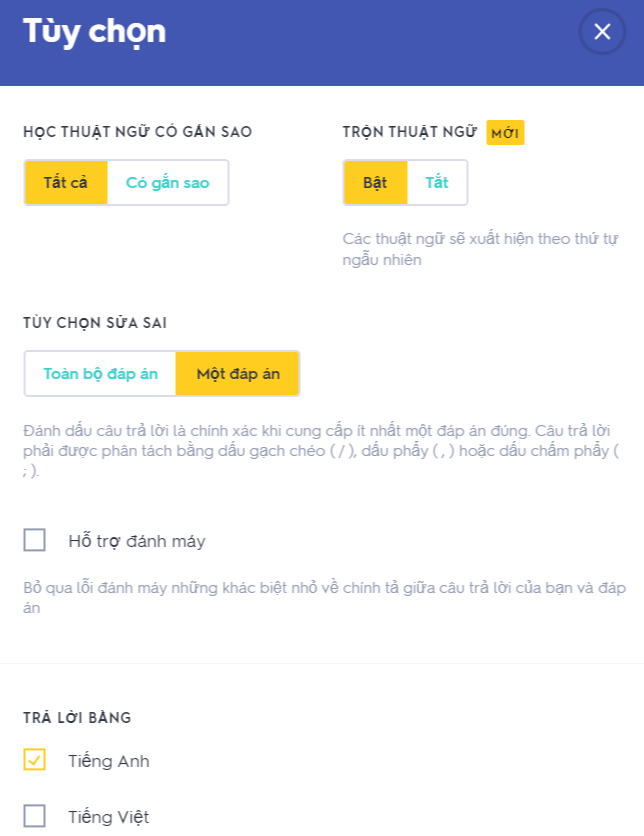 Tùy chọn
HỌC THUẬT NGỮ CÓ GẮN SAO
TRỘN THUẬT NGỮ MỚI
Tất cả Có gắn sao
Bật Tắt
Các thuật ngữ sẽ xuất hiện theo thứ tự
ngẫu nhiên
TÙY CHỌN SỬA SAI
Toàn bộ đáp án Một đáp án
Đánh dấu câu trả lời là chính xác khi cung cấp ít nhất một đáp án đúng. Câu trả lời
phải được phân tách bằng dấu gạch chéo ( / ), dấu phẩy ( , ) hoặc dấu chấm phẩy (
; ).
Hỗ trợ đánh máy
Bỏ qua lỗi đánh máy những khác biệt nhỏ về chính tả giữa câu trả lời của bạn và đáp
án
TRẢ LỜI BẰNG
Tiếng Anh
Tiếng Việt